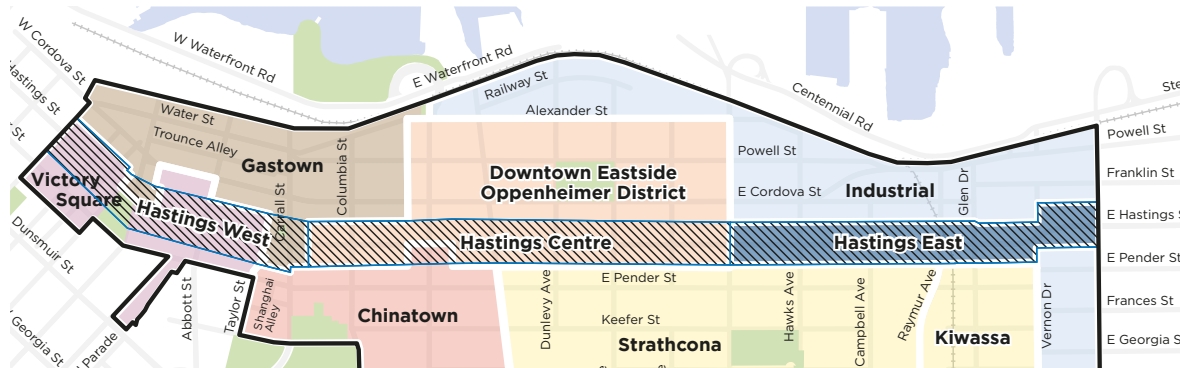 W Cordova St
W Waterfront Rd
E Waterfront Rd
Railway St
Alexander St
Centennial Rd
Hastings St
Water St
Trounce Alley
Gastown
Columbia St
Carrall St
Downtown Eastside
Oppenheimer District
Powell St
E Cordova St
Industrial
Glen Dr
Powell St
Franklin St
E Hastings S
E Pender St
Frances St
E Georgia S
Victory
Square
Hastings West
Hastings Centre
Hastings East
Dunsmuir St
Abbott St
Taylor St
Shanghai
Alley
Chinatown
E Pender St
Dunlevy Ave
Keefer St
Strathcona
Hawks Ave
Campbell Ave
Raymur Ave
Kiwassa
Vernon Dr
Georgia St
Parade